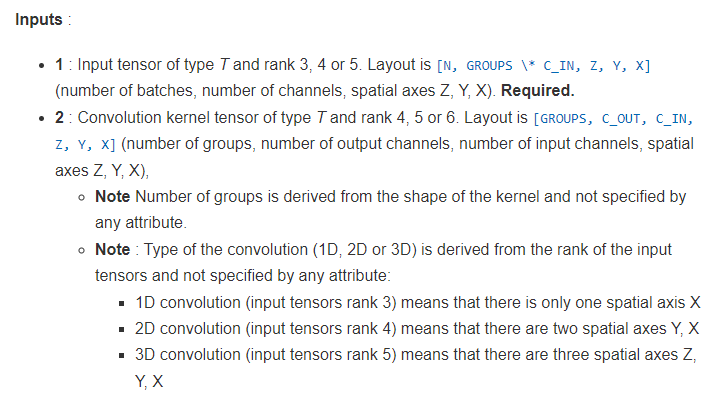 Inputs :
• 1 : Input tensor of type T and rank 3, 4 or 5. Layout is [N, GROUPS \* C_IN, Z, Y, X]
(number of batches, number of channels, spatial axes Z, Y, X). Required.
• 2 : Convolution kernel tensor of type T and rank 4, 5 or 6. Layout is [GROUPS, C_OUT, C_IN,
Z, Y, X] (number of groups, number of output channels, number of input channels, spatial
axes Z, Y, X),
◦ Note Number of groups is derived from the shape of the kernel and not specified by
any attribute.
◦ Note : Type of the convolution (1D, 2D or 3D) is derived from the rank of the input
tensors and not specified by any attribute:
▪ 1D convolution (input tensors rank 3) means that there is only one spatial axis X
▪ 2D convolution (input tensors rank 4) means that there are two spatial axes Y, X
▪ 3D convolution (input tensors rank 5) means that there are three spatial axes Z,
Y, X